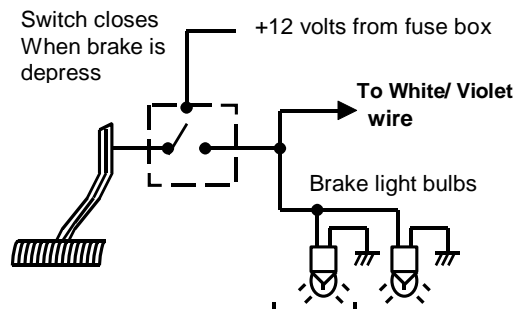 Switch closes
When brake is
depress
+12 volts from fuse box
To White/ Violet
wire
Brake light bulbs